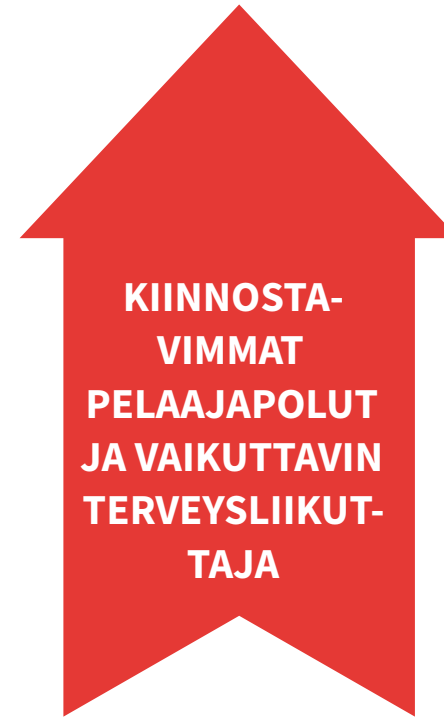 KIINNOSTA-
VIMMAT
PELAAJAPOLUT
JA VAIKUTTAVIN
TERVEYSLIIKUT-
TAJA